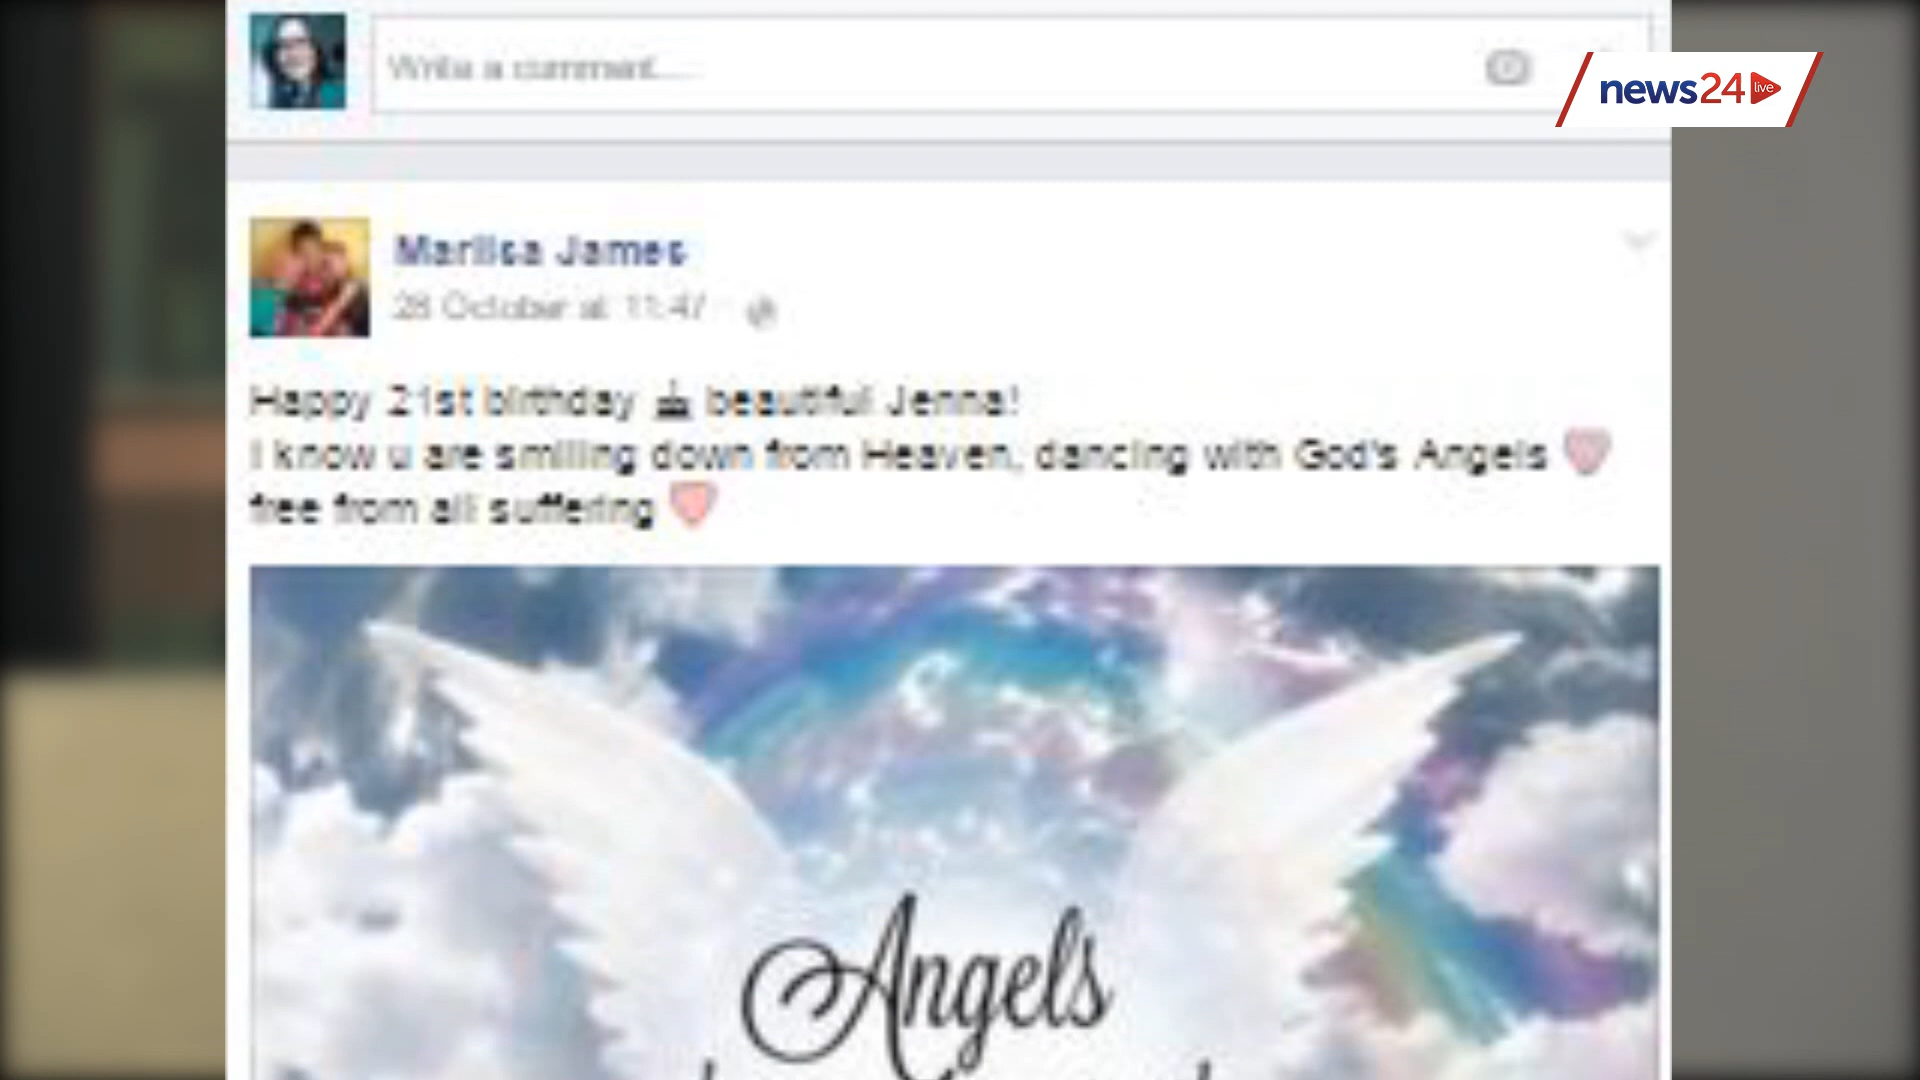 Write a comment...
news24 live
Marilsa James
28 October at 11:47
Happy 21st birthday beautiful Jenna!
I know u are smiling down from Heaven, dancing with God's Angels
free from all suffering
Angels